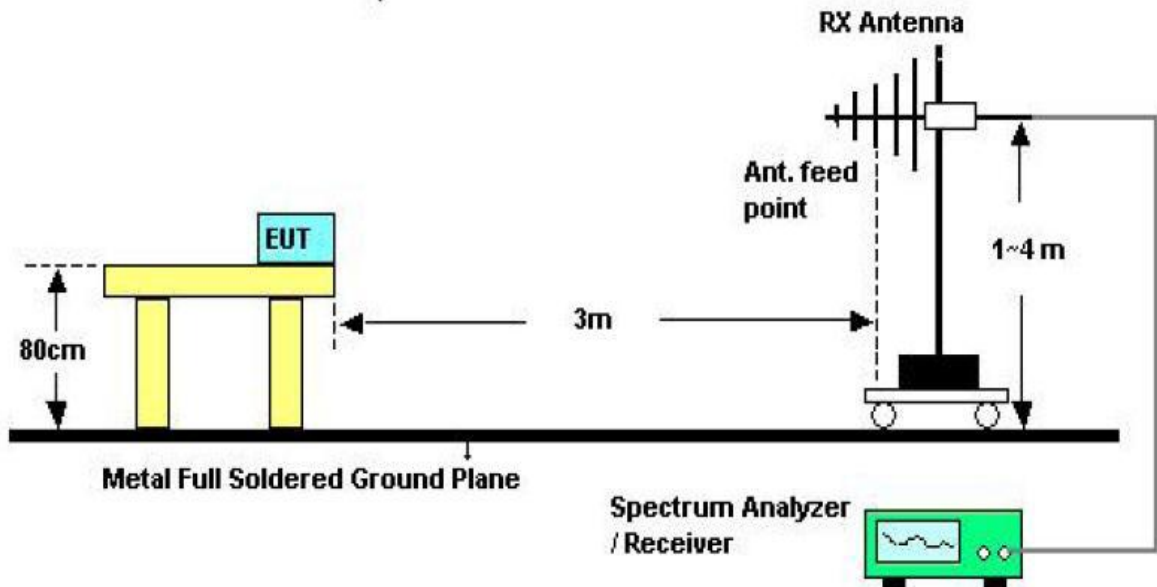 RX Antenna
Ant. feed
point
EUT
1~4 m
3m
80cm
Metal Full Soldered Ground Plane
Spectrum Analyzer
/ Receiver